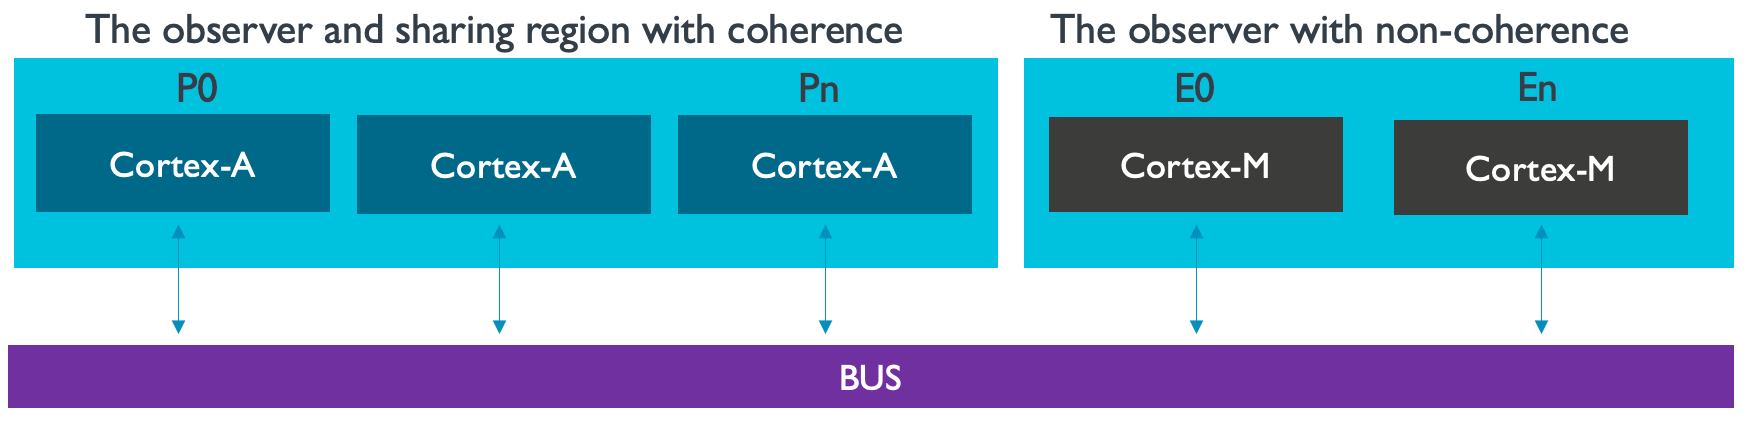 The observer and sharing region with coherence
P0
Pn
Cortex-A
Cortex-A
Cortex-A
The observer with non-coherence
E0
En
Cortex-M
Cortex-M
BUS